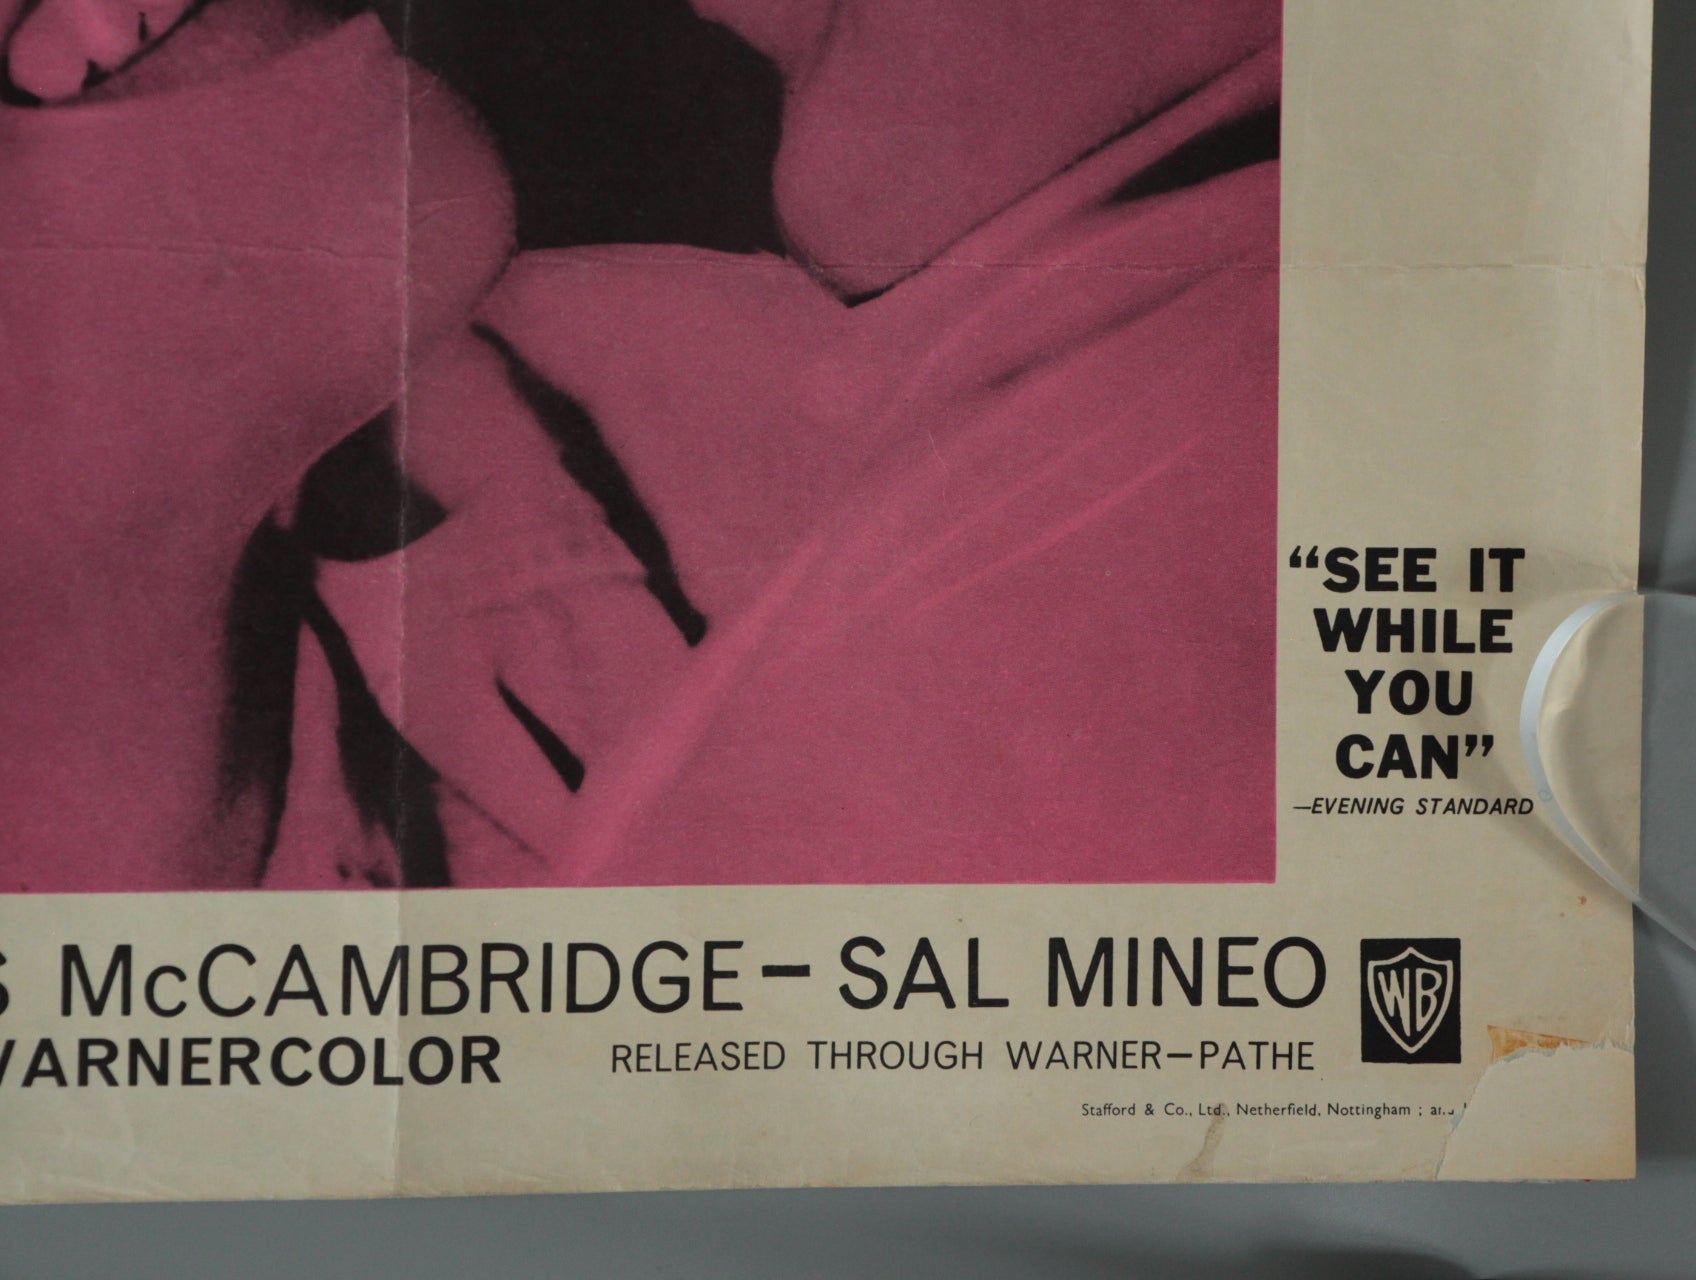 “SEE IT
WHILE
YOU
CAN”
—EVENING STANDARD
McCAMBRIDGE — SAL MINEO
WB
WARNERCOLOR
RELEASED THROUGH WARNER—PATHE
Stafford & Co., Ltd., Netherfield, Nottingham ; and